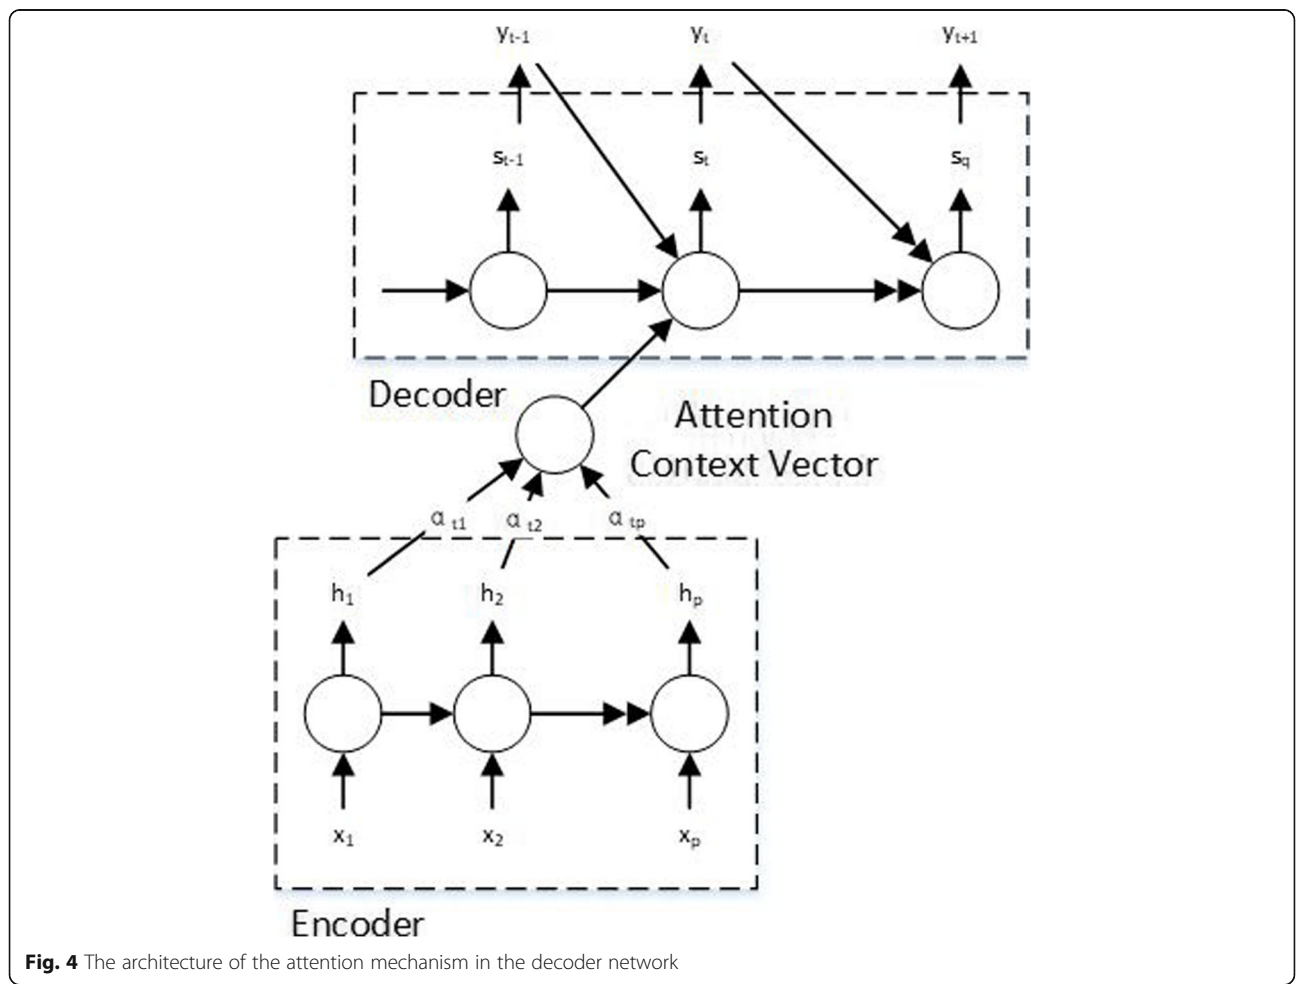 yt-1 yt yt+1
st-1 st sq
Decoder
Attention
Context Vector
αt1 αt2 αtp
h1 h2 hp
x1 x2 xp
Encoder
Fig. 4 The architecture of the attention mechanism in the decoder network